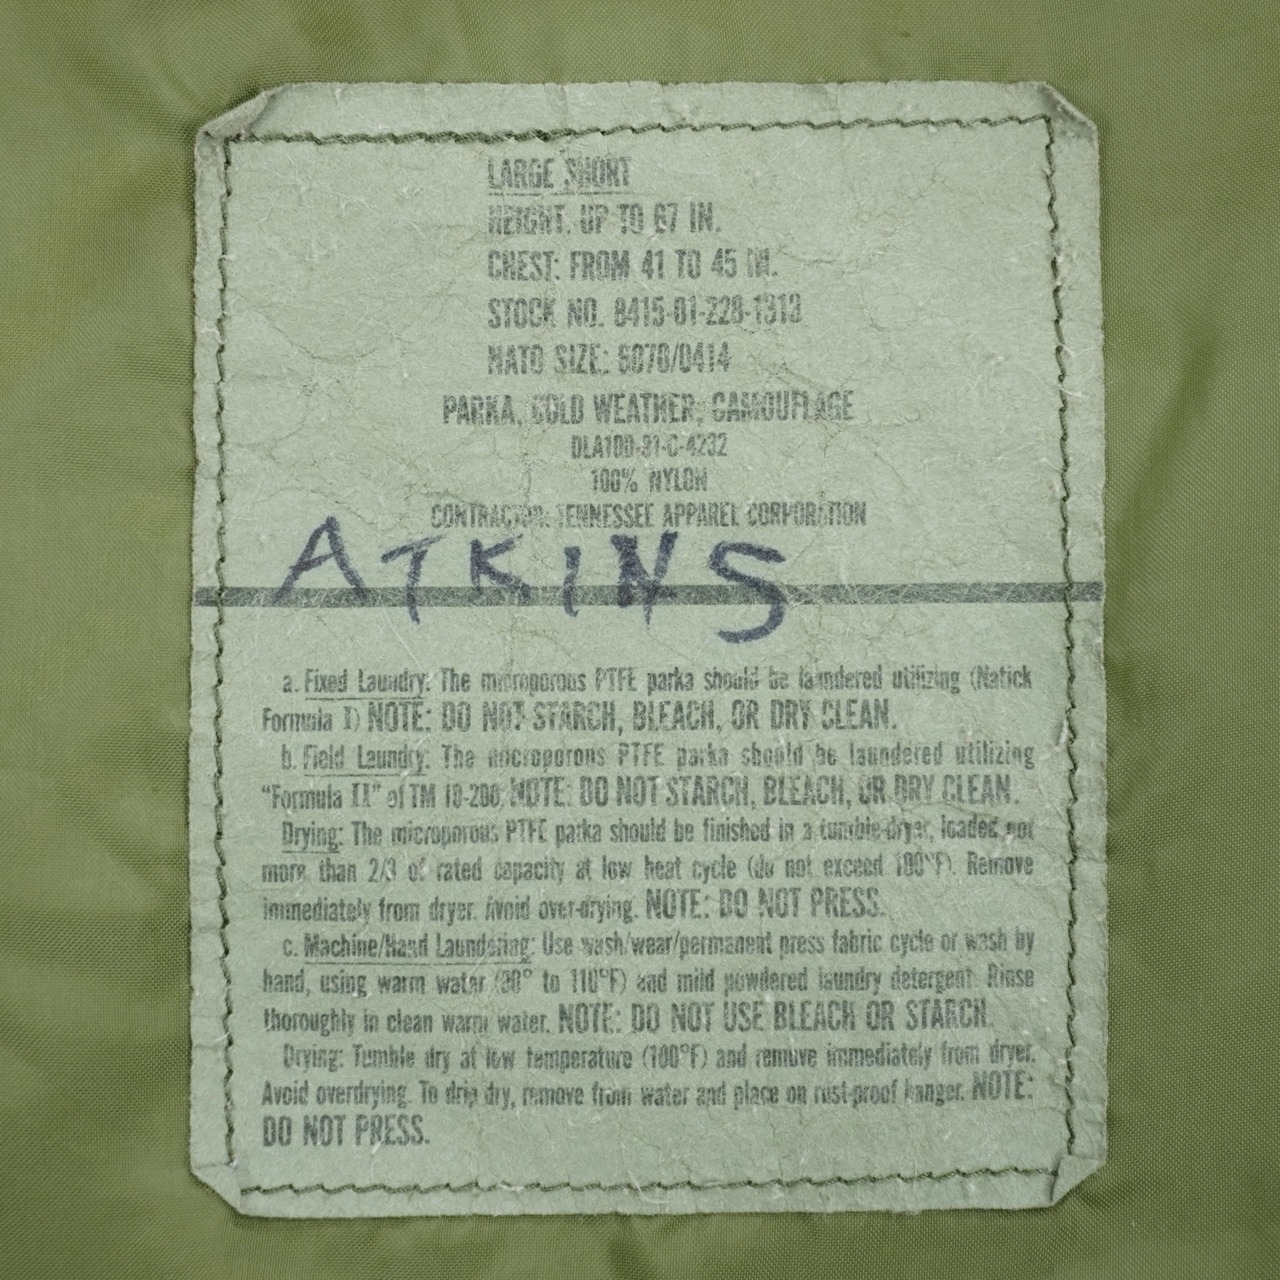 LARGE SHORT
HEIGHT: UP TO 67 IN.
CHEST: FROM 41 TO 45 IN.
STOCK NO. 8415-01-228-1313
NATO SIZE: 6070/0414
PARKA, COLD WEATHER, CAMOUFLAGE
DLA100-91-C-4232
100% NYLON
CONTRACTOR: TENNESSEE APPAREL CORPORATION
ATKINS
a. Fixed Laundry: The microporous PTFE parka should be laundered utilizing (Natick
Formula I) NOTE: DO NOT STARCH, BLEACH, OR DRY CLEAN.
b. Field Laundry: The microporous PTFE parka should be laundered utilizing
"Formula II" of TM 10-280. NOTE: DO NOT STARCH, BLEACH, OR DRY CLEAN.
Drying: The microporous PTFE parka should be finished in a tumble-dryer, loaded not
more than 2/3 of rated capacity at low heat cycle (do not exceed 100°F). Remove
immediately from dryer. Avoid over-drying. NOTE: DO NOT PRESS.
c. Machine/Hand Laundering: Use wash/wear/permanent press fabric cycle or wash by
hand, using warm water (90° to 110°F) and mild powdered laundry detergent. Rinse
thoroughly in clean warm water. NOTE: DO NOT USE BLEACH OR STARCH.
Drying: Tumble dry at low temperature (100°F) and remove immediately from dryer.
Avoid overdrying. To drip dry, remove from water and place on rust-proof hanger. NOTE:
DO NOT PRESS.